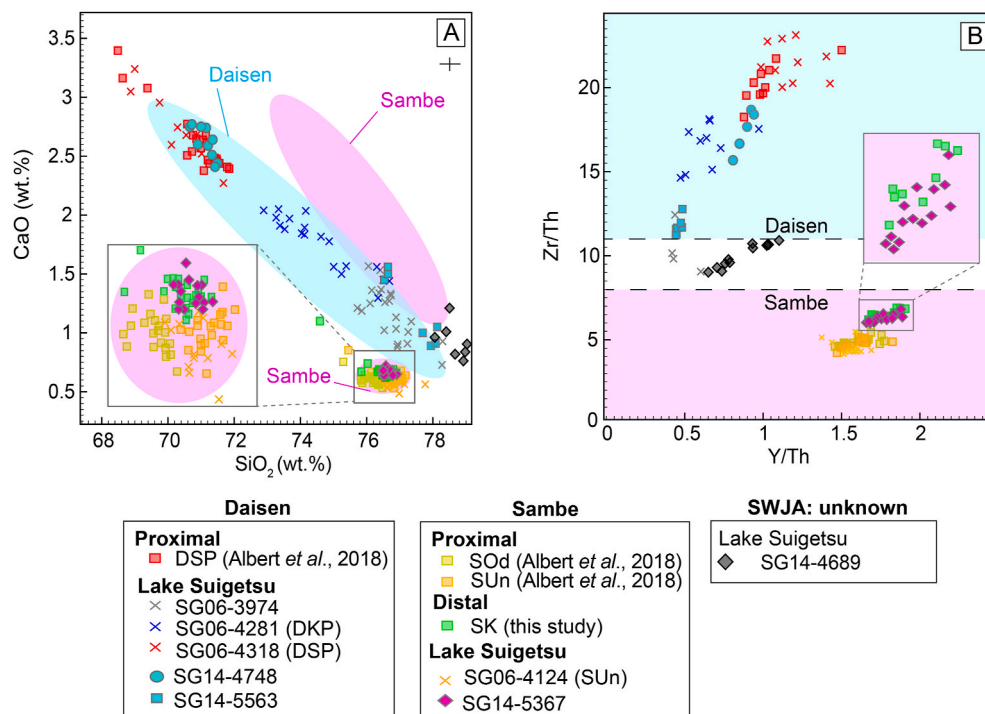 A
CaO (wt.%)
3.5
3
2.5
2
1.5
1
0.5
Daisen
Sambe
Sambe
68
70
72
74
76
78
SiO2 (wt.%)
B
Zr/Th
20
15
10
5
0
Daisen
Sambe
0
0.5
1
1.5
2
Y/Th
Daisen
Proximal
DSP (Albert et al., 2018)
Lake Suigetsu
SG06-3974
SG06-4281 (DKP)
SG06-4318 (DSP)
SG14-4748
SG14-5563
Sambe
Proximal
SOd (Albert et al., 2018)
SUn (Albert et al., 2018)
Distal
SK (this study)
Lake Suigetsu
SG06-4124 (SUn)
SG14-5367
SWJA: unknown
Lake Suigetsu
SG14-4689